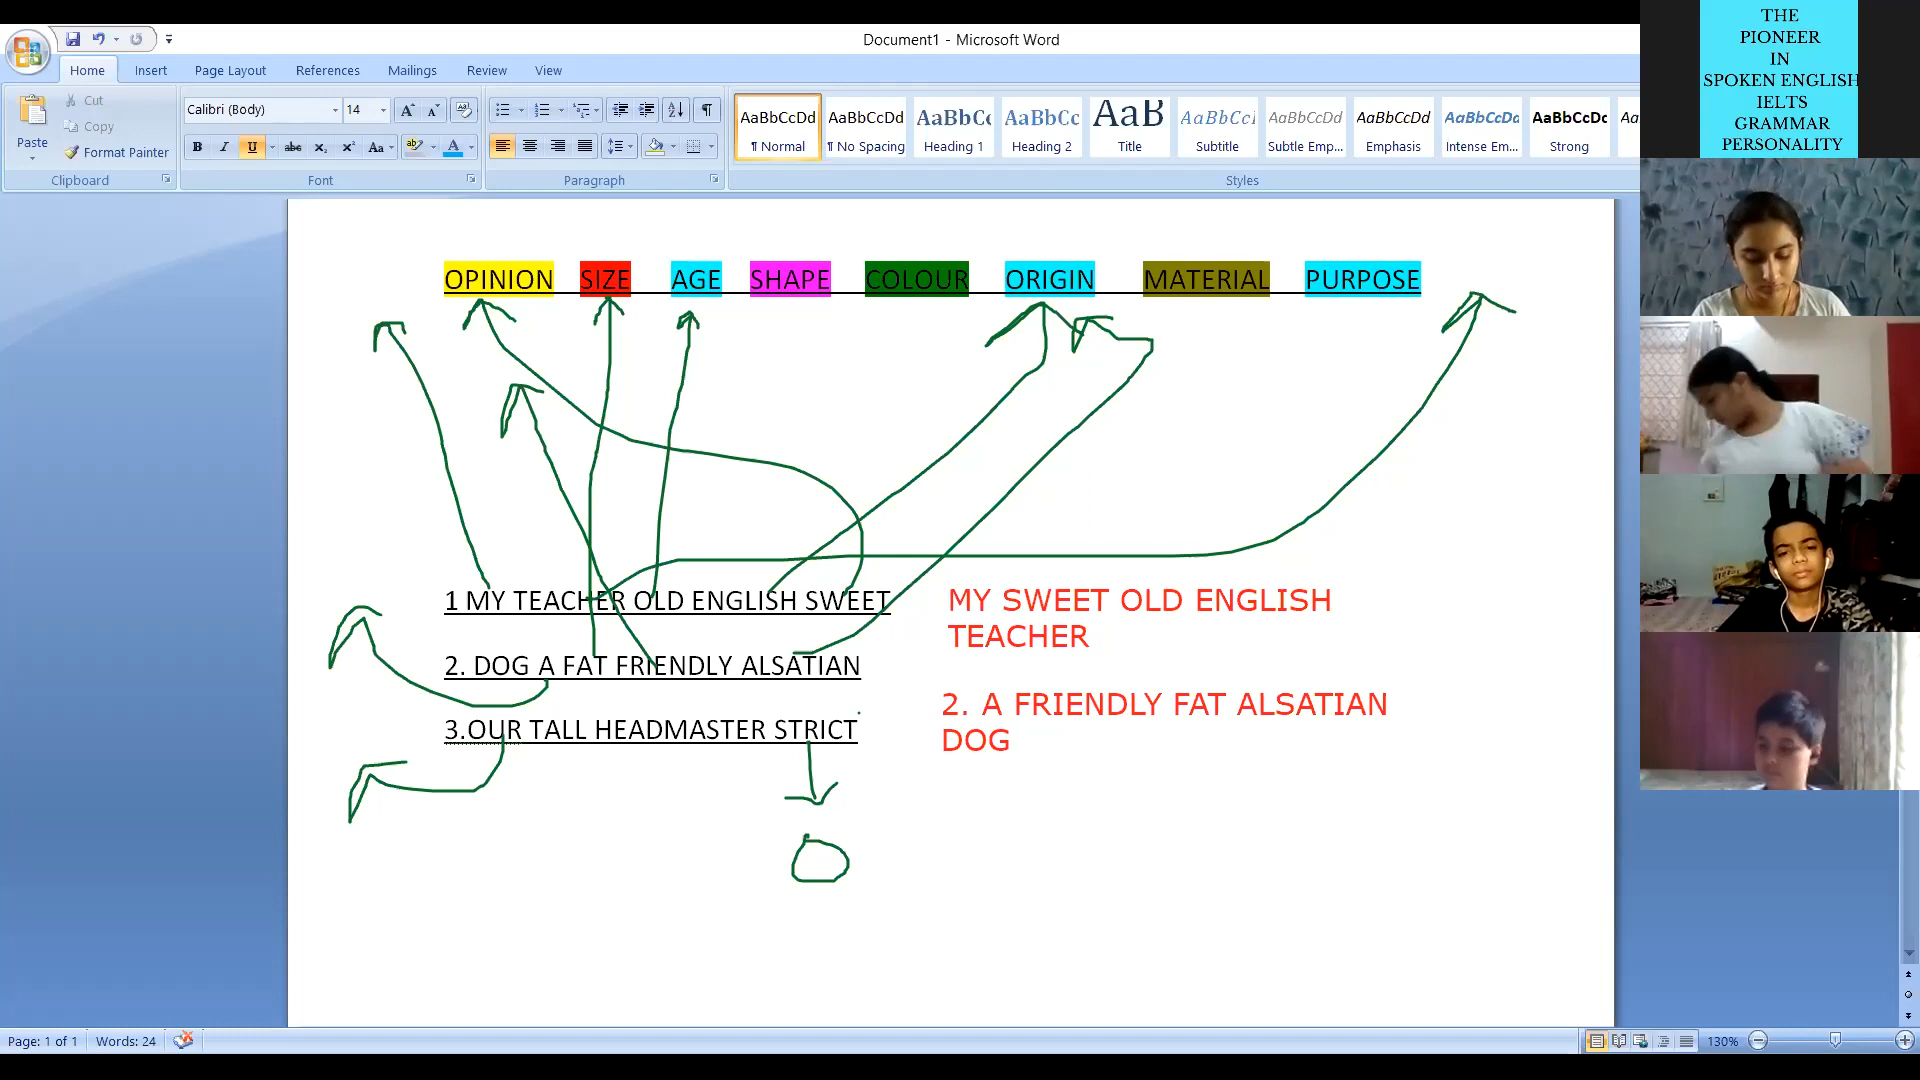 Document1 - Microsoft Word
Home Insert Page Layout References Mailings Review View
Cut
Copy
Paste
Format Painter
Clipboard
Calibri (Body) 14
Font
Paragraph
AaBbCcDd AaBbCcDd AaBbCc AaBbCc AaB AaBbCcI AaBbCcDd AaBbCcDd AaBbCcDd AaBbCcDc
¶ Normal ¶ No Spacing Heading 1 Heading 2 Title Subtitle Subtle Emp... Emphasis Intense Em... Strong
Styles
THE
PIONEER
IN
SPOKEN ENGLISH
IELTS
GRAMMAR
PERSONALITY
OPINION SIZE AGE SHAPE COLOUR ORIGIN MATERIAL PURPOSE
1 MY TEACHER OLD ENGLISH SWEET
2. DOG A FAT FRIENDLY ALSATIAN
3.OUR TALL HEADMASTER STRICT
MY SWEET OLD ENGLISH
TEACHER
2. A FRIENDLY FAT ALSATIAN
DOG
Page: 1 of 1 Words: 24
130%